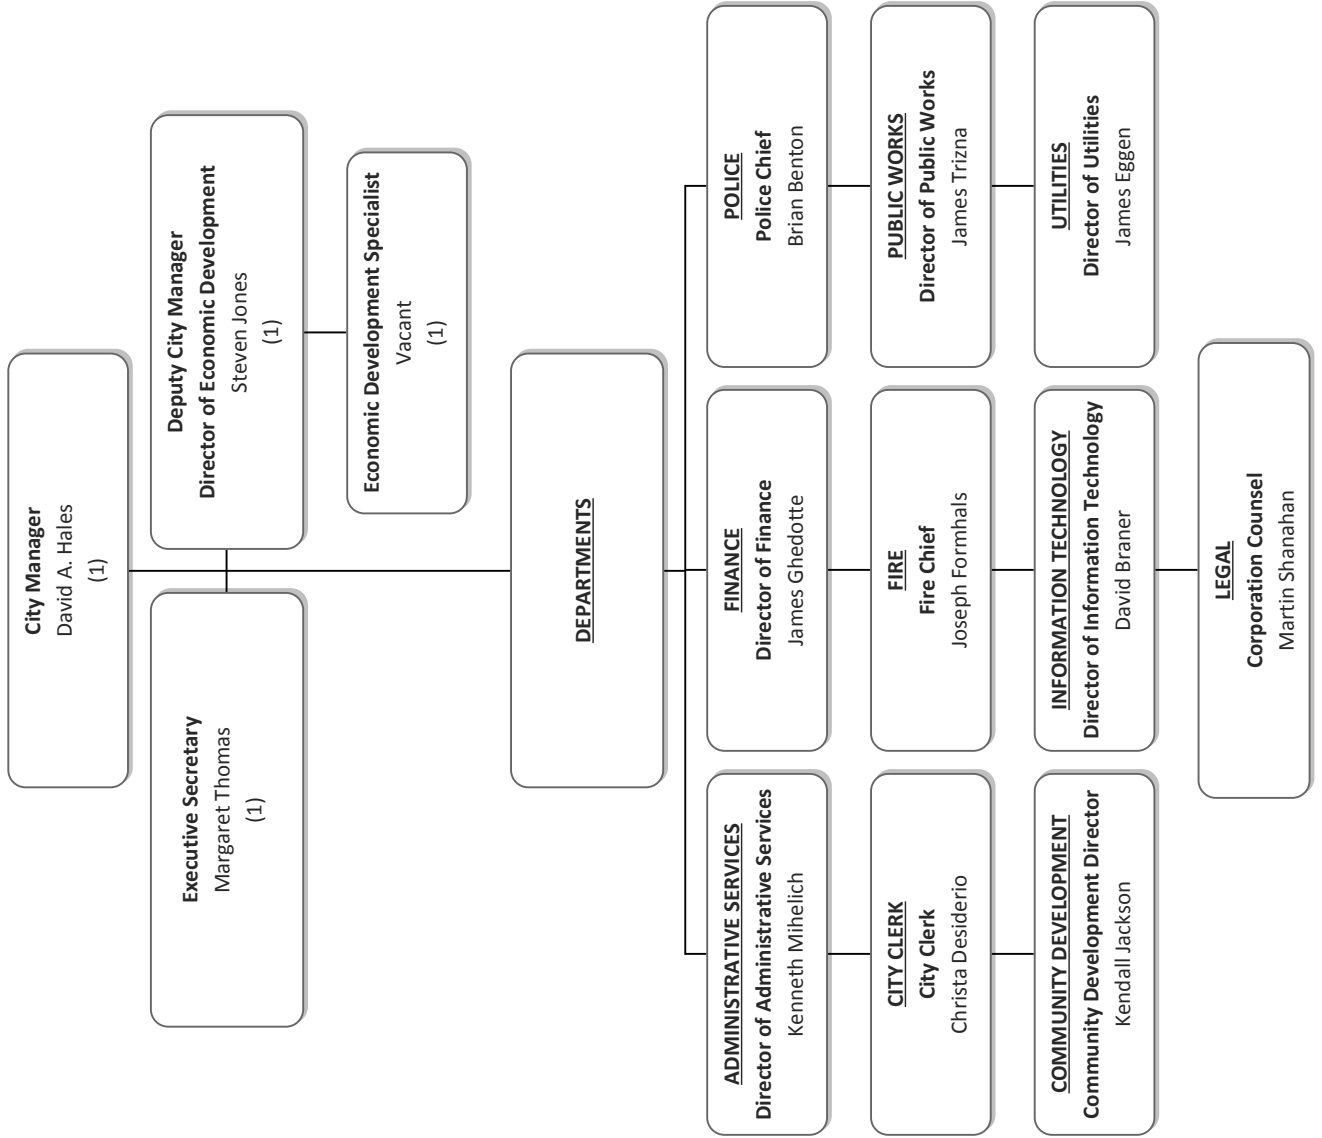 City Manager
David A. Hales
(1)
Executive Secretary
Margaret Thomas
(1)
Deputy City Manager
Director of Economic Development
Steven Jones
(1)
Economic Development Specialist
Vacant
(1)
DEPARTMENTS
ADMINISTRATIVE SERVICES
Director of Administrative Services
Kenneth Mihelich
FINANCE
Director of Finance
James Ghedotte
POLICE
Police Chief
Brian Benton
CITY CLERK
City Clerk
Christa Desiderio
FIRE
Fire Chief
Joseph Formhals
PUBLIC WORKS
Director of Public Works
James Trizna
COMMUNITY DEVELOPMENT
Community Development Director
Kendall Jackson
INFORMATION TECHNOLOGY
Director of Information Technology
David Braner
UTILITIES
Director of Utilities
James Eggen
LEGAL
Corporation Counsel
Martin Shanahan